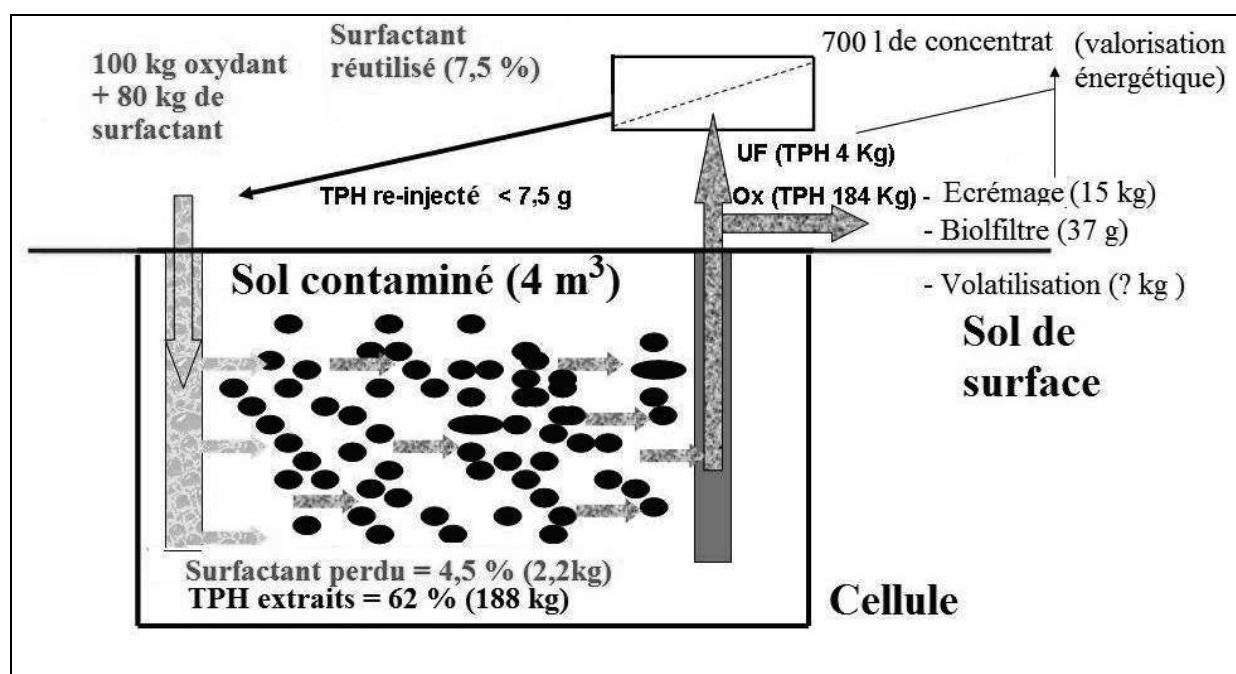 Surfactant
réutilisé (7,5 %)
100 kg oxydant
+ 80 kg de
surfactant
700 l de concentrat
(valorisation
énergétique)
UF (TPH 4 Kg)
TPH re-injecté < 7,5 g
Ox (TPH 184 Kg)
- Ecrémage (15 kg)
- Biolfiltre (37 g)
- Volatilisation (? kg )
Sol contaminé (4 m³)
Sol de
surface
Surfactant perdu = 4,5 % (2,2kg)
TPH extraits = 62 % (188 kg)
Cellule